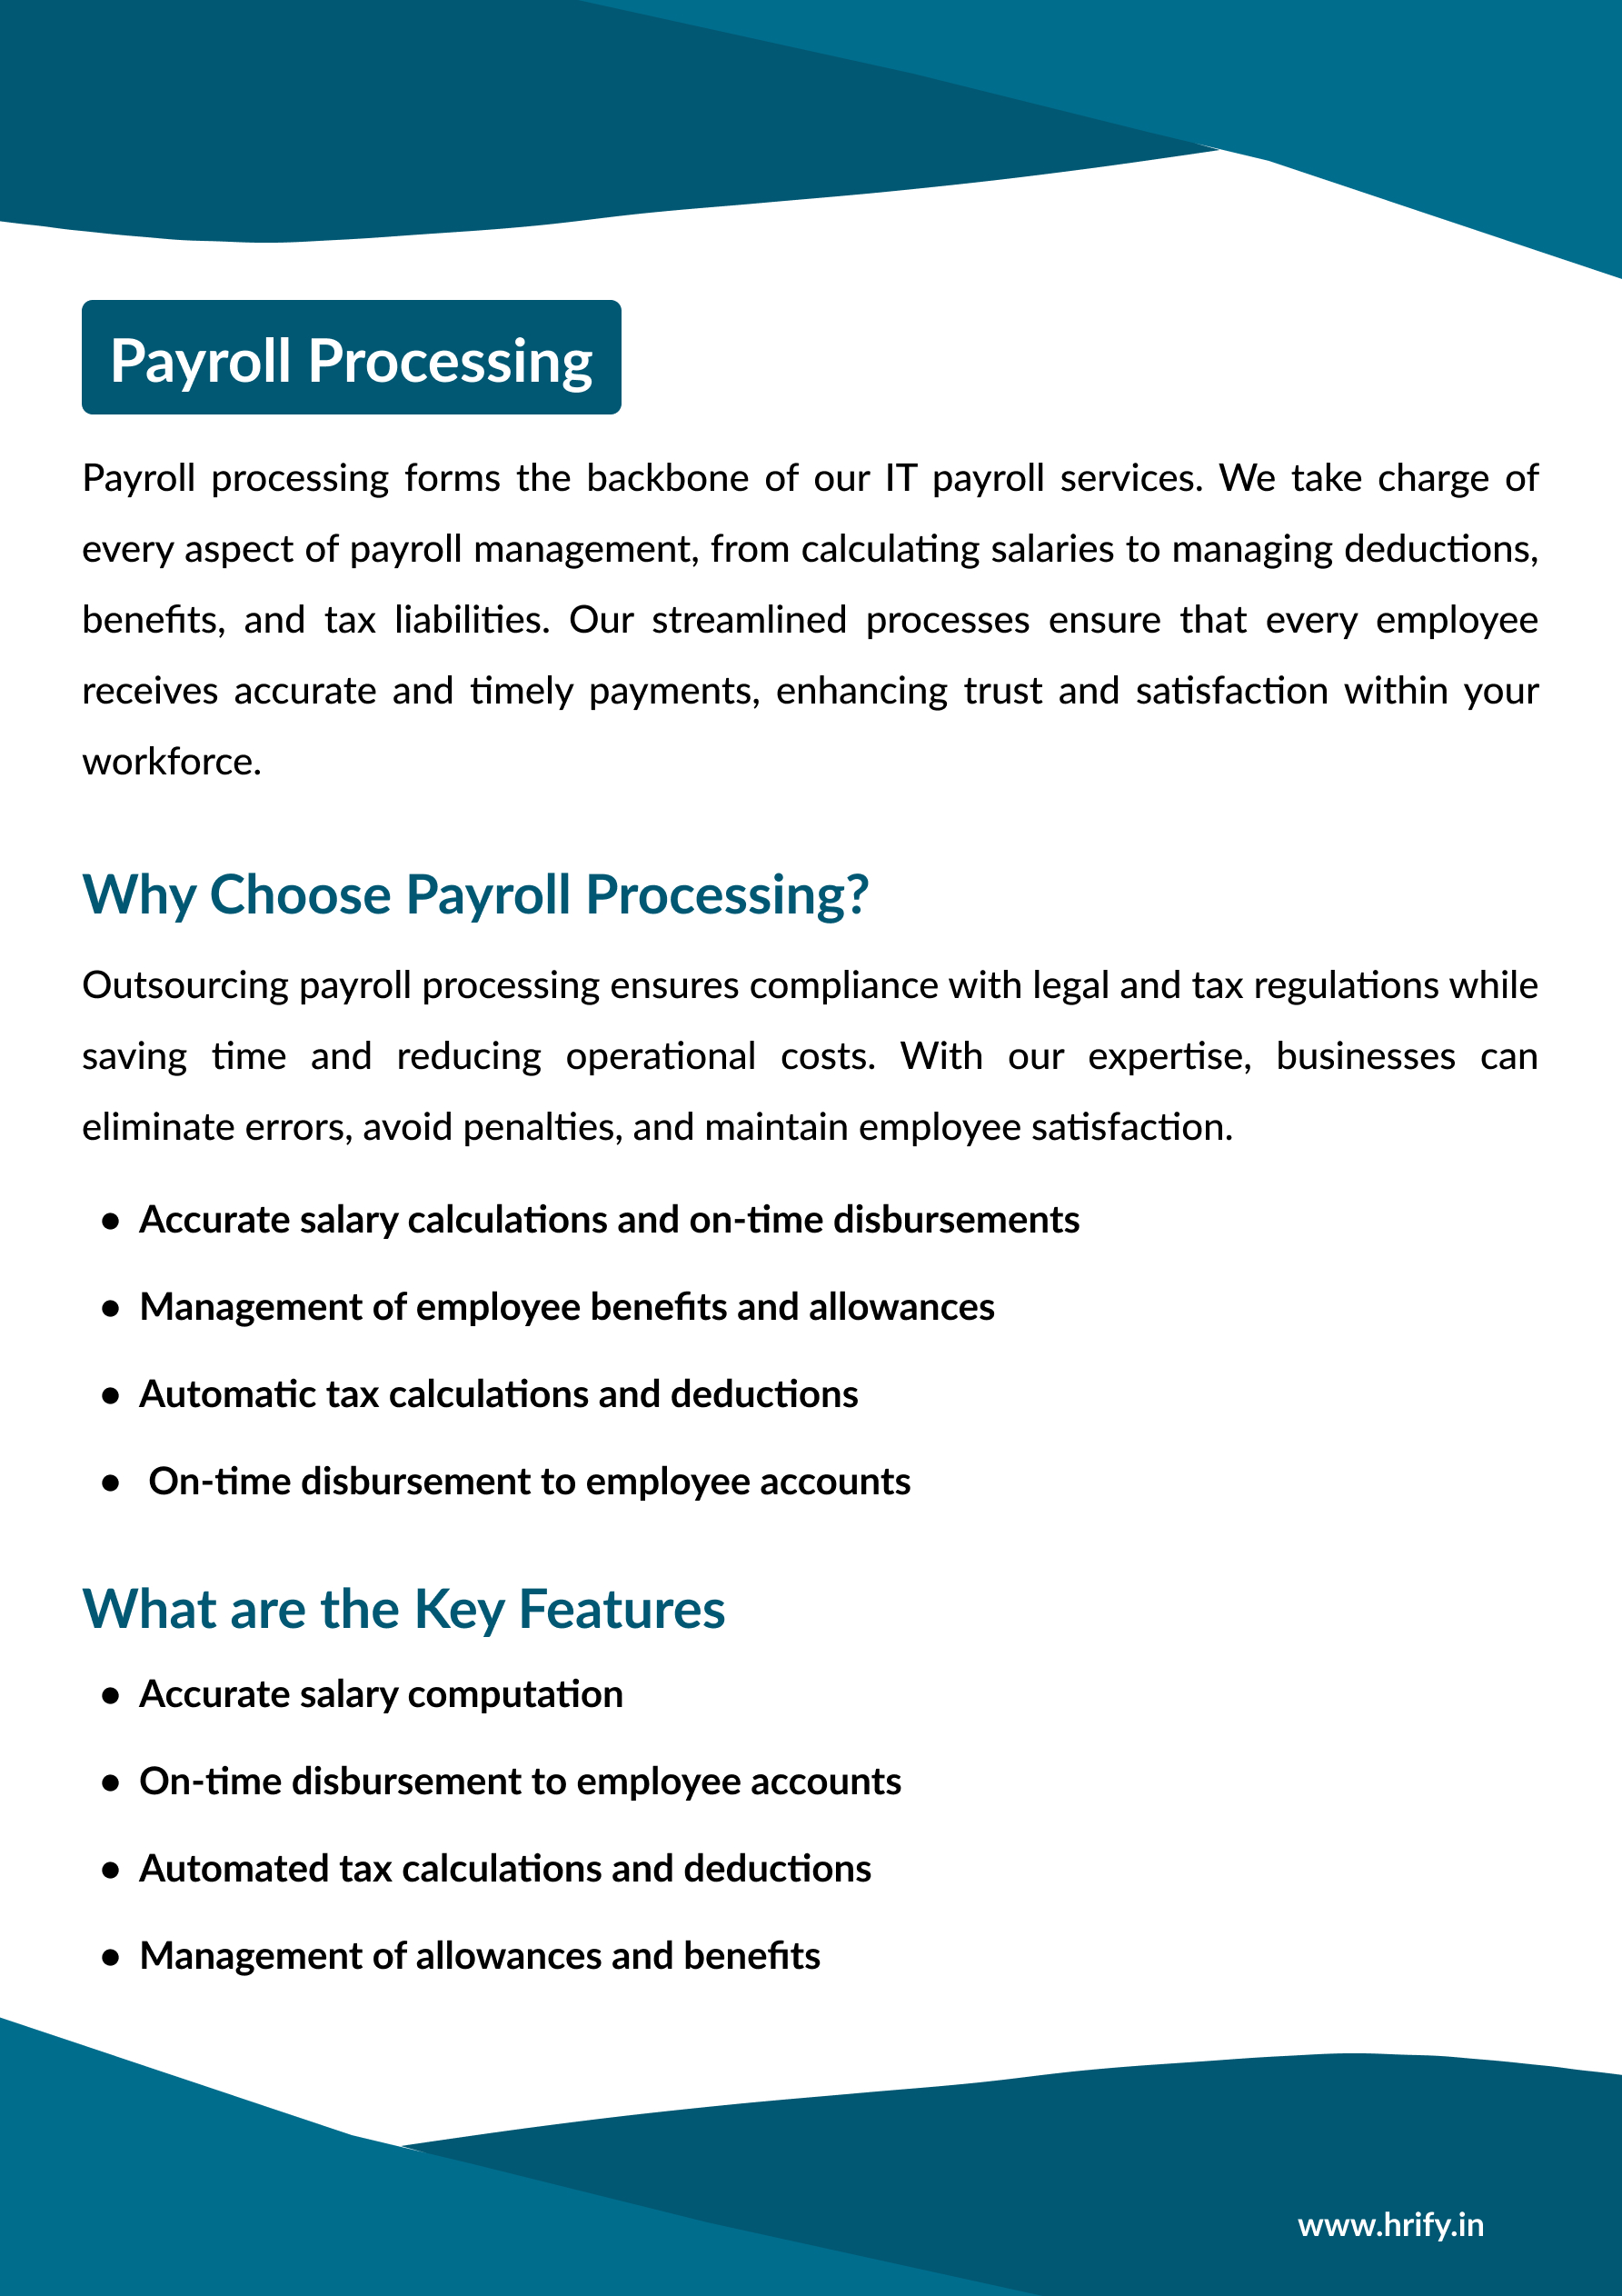 Payroll Processing
Payroll processing forms the backbone of our IT payroll services. We take charge of
every aspect of payroll management, from calculating salaries to managing deductions,
benefits, and tax liabilities. Our streamlined processes ensure that every employee
receives accurate and timely payments, enhancing trust and satisfaction within your
workforce.
Why Choose Payroll Processing?
Outsourcing payroll processing ensures compliance with legal and tax regulations while
saving time and reducing operational costs. With our expertise, businesses can
eliminate errors, avoid penalties, and maintain employee satisfaction.
● Accurate salary calculations and on-time disbursements
● Management of employee benefits and allowances
● Automatic tax calculations and deductions
● On-time disbursement to employee accounts
What are the Key Features
● Accurate salary computation
● On-time disbursement to employee accounts
● Automated tax calculations and deductions
● Management of allowances and benefits
www.hrify.in